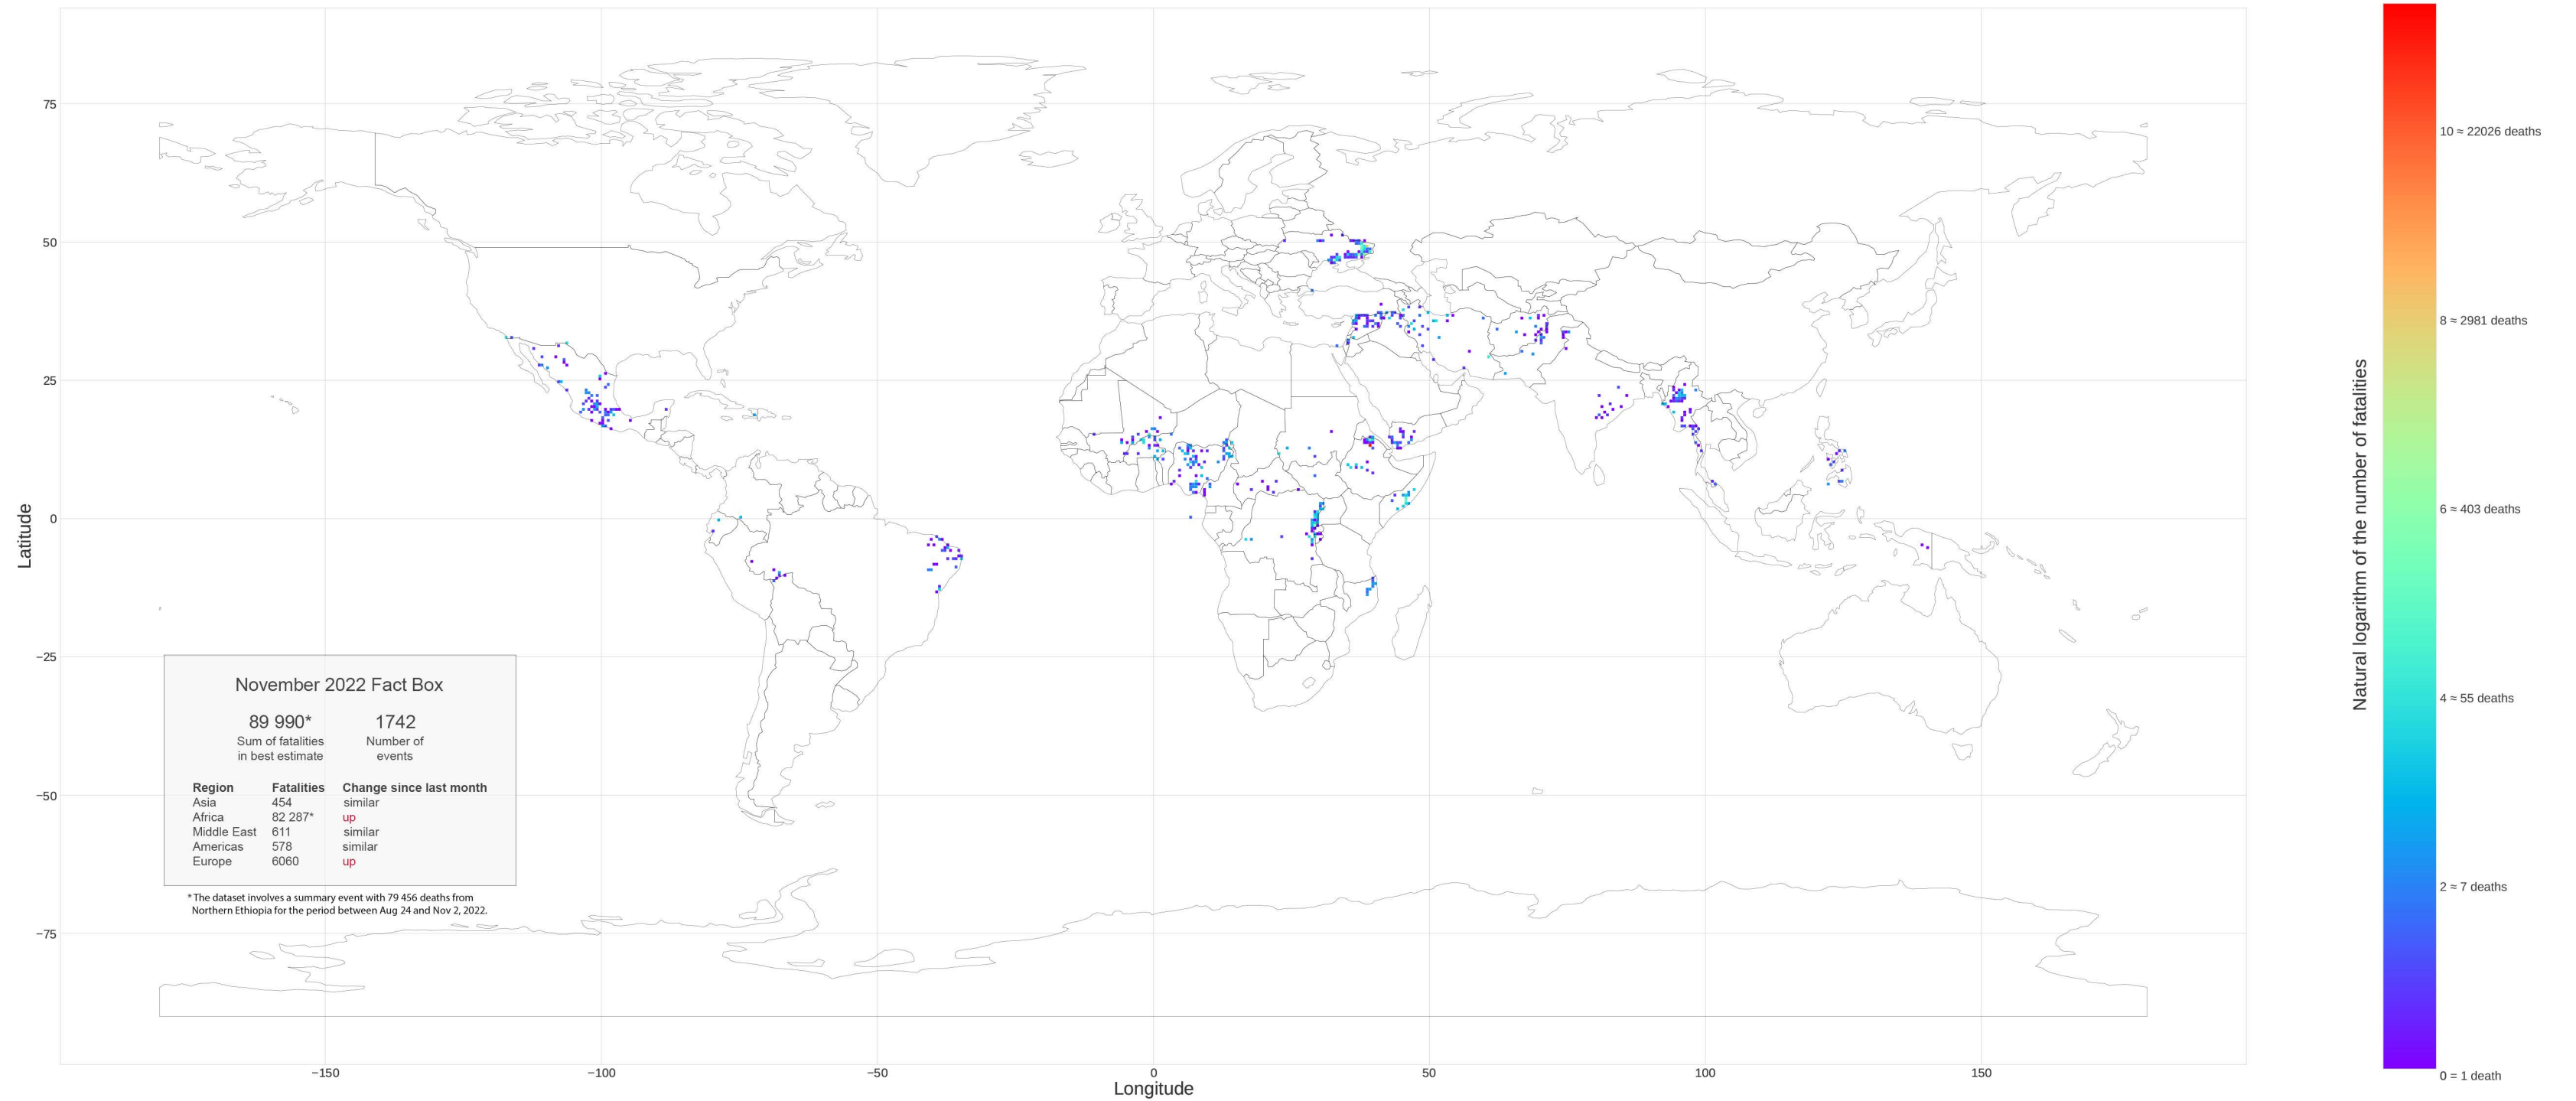 75
50
25
0
−25
−50
−75
Latitude
−150
−100
−50
0
50
100
150
Longitude
November 2022 Fact Box
89 990* 1742
Sum of fatalities Number of
in best estimate events
Region Fatalities Change since last month
Asia 454 similar
Africa 82 287* up
Middle East 611 similar
Americas 578 similar
Europe 6060 up
* The dataset involves a summary event with 79 456 deaths from
Northern Ethiopia for the period between Aug 24 and Nov 2, 2022.
Natural logarithm of the number of fatalities
10 ≈ 22026 deaths
8 ≈ 2981 deaths
6 ≈ 403 deaths
4 ≈ 55 deaths
2 ≈ 7 deaths
0 = 1 death